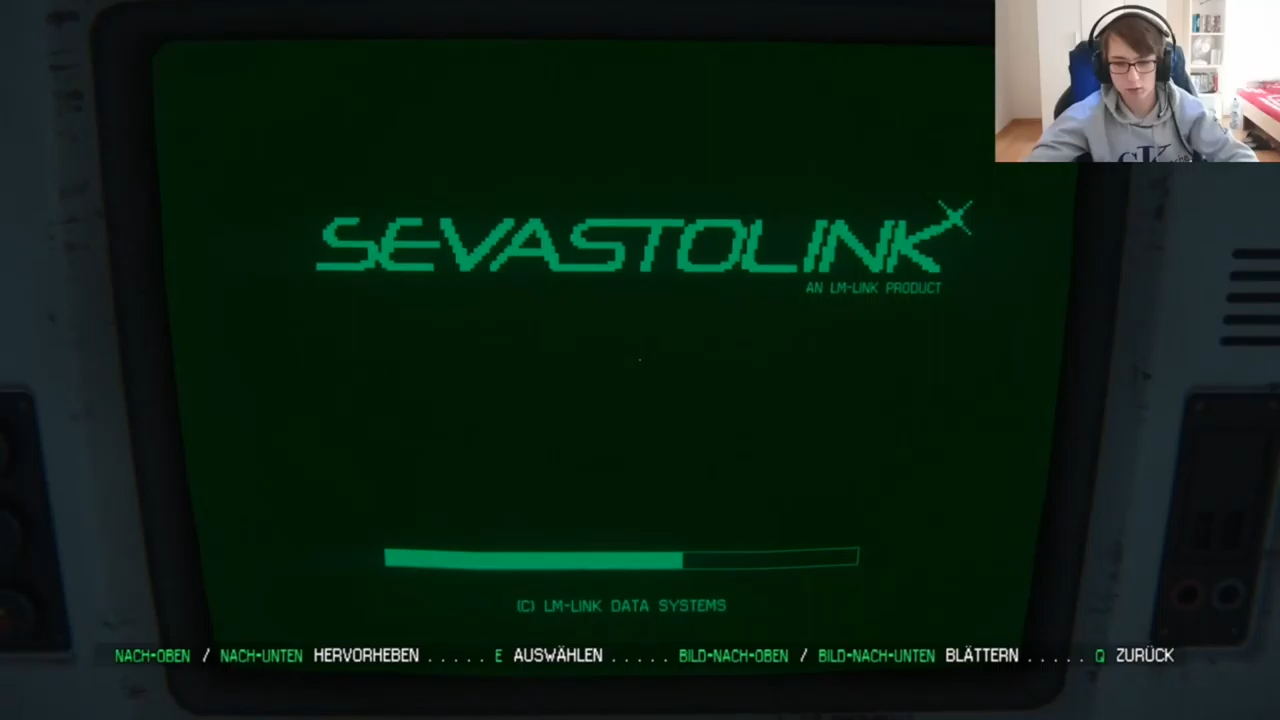 SEVASTOLINK
AN LM-LINK PRODUCT
(C) LM-LINK DATA SYSTEMS
NACH-OBEN / NACH-UNTEN HERVORHEBEN ..... E AUSWÄHLEN ..... BILD-NACH-OBEN / BILD-NACH-UNTEN BLÄTTERN ..... Q ZURÜCK